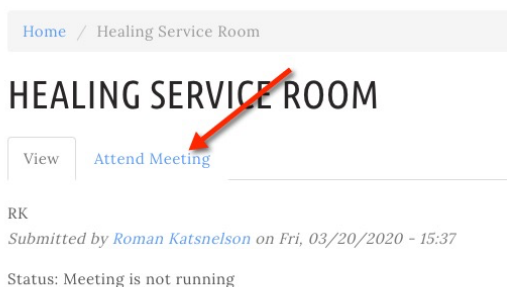 Home / Healing Service Room
HEALING SERVICE ROOM
View Attend Meeting
RK
Submitted by Roman Katsnelson on Fri, 03/20/2020 - 15:37
Status: Meeting is not running